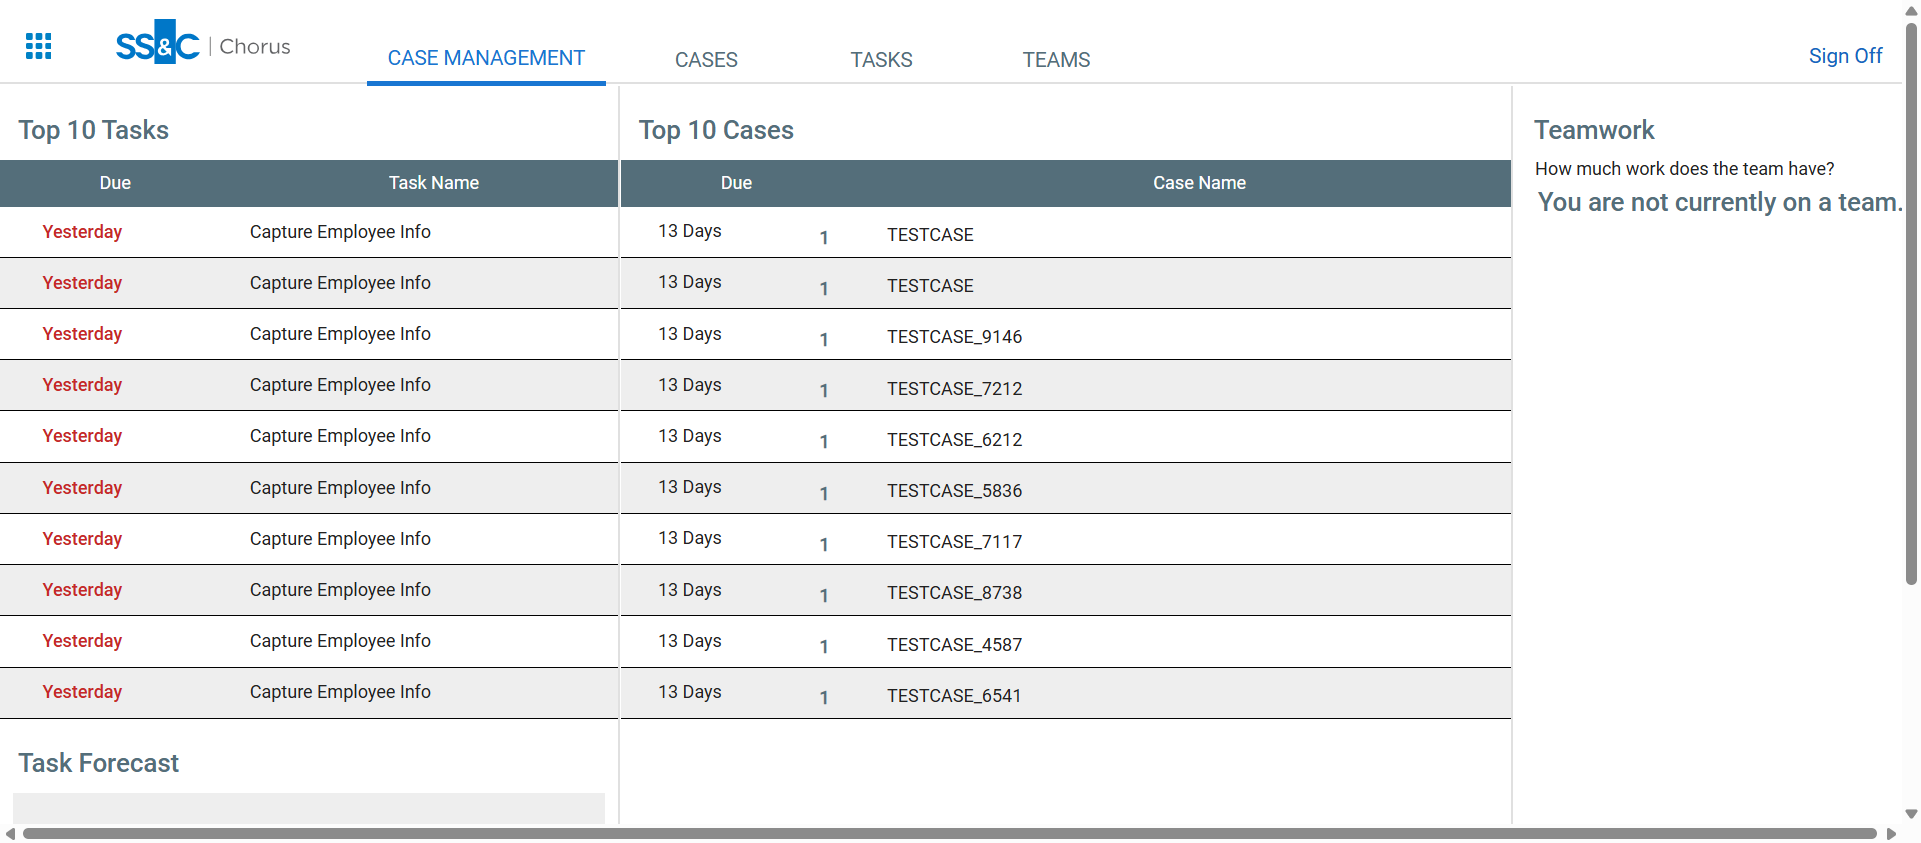 SS&C | Chorus
CASE MANAGEMENT
CASES
TASKS
TEAMS
Sign Off
Top 10 Tasks
Due Task Name
Yesterday Capture Employee Info
Yesterday Capture Employee Info
Yesterday Capture Employee Info
Yesterday Capture Employee Info
Yesterday Capture Employee Info
Yesterday Capture Employee Info
Yesterday Capture Employee Info
Yesterday Capture Employee Info
Yesterday Capture Employee Info
Yesterday Capture Employee Info
Task Forecast
Top 10 Cases
Due Case Name
13 Days 1 TESTCASE
13 Days 1 TESTCASE
13 Days 1 TESTCASE_9146
13 Days 1 TESTCASE_7212
13 Days 1 TESTCASE_6212
13 Days 1 TESTCASE_5836
13 Days 1 TESTCASE_7117
13 Days 1 TESTCASE_8738
13 Days 1 TESTCASE_4587
13 Days 1 TESTCASE_6541
Teamwork
How much work does the team have?
You are not currently on a team.